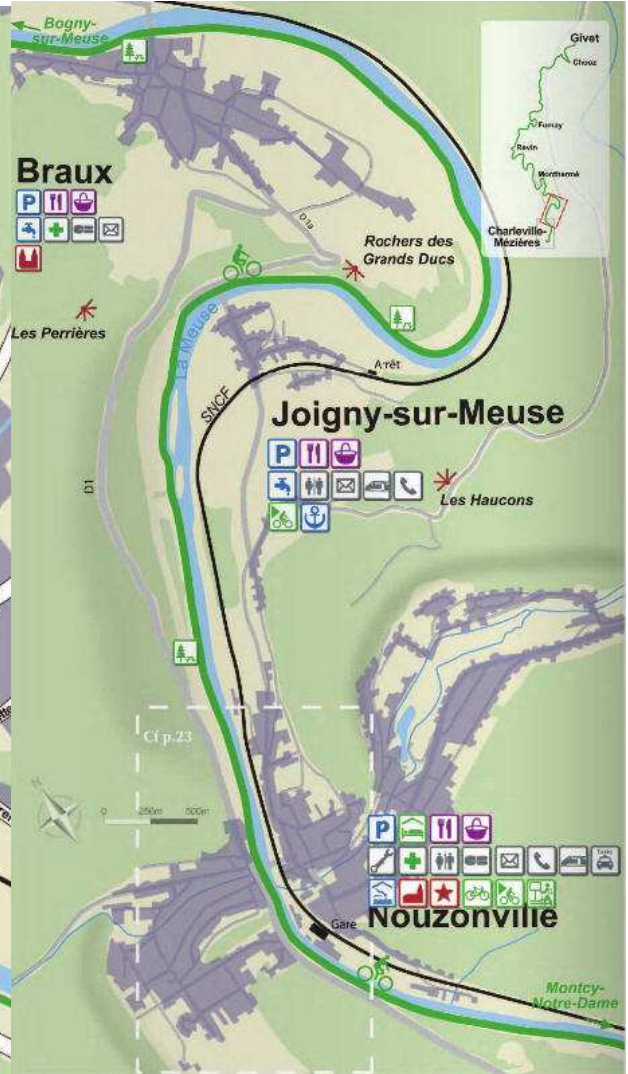 Bogny-
sur-Meuse
Givet
Chooz
Fumay
Revin
Monthermé
Charleville-
Mézières
Braux
P
D1a
Rochers des
Grands Ducs
Les Perrières
La Meuse
Arrêt
SNCF
Joigny-sur-Meuse
P
D1
Les Haucons
Cf p.23
N
0 250m 500m
P
Taxis
Nouzonville
Gare
Montcy-
Notre-Dame